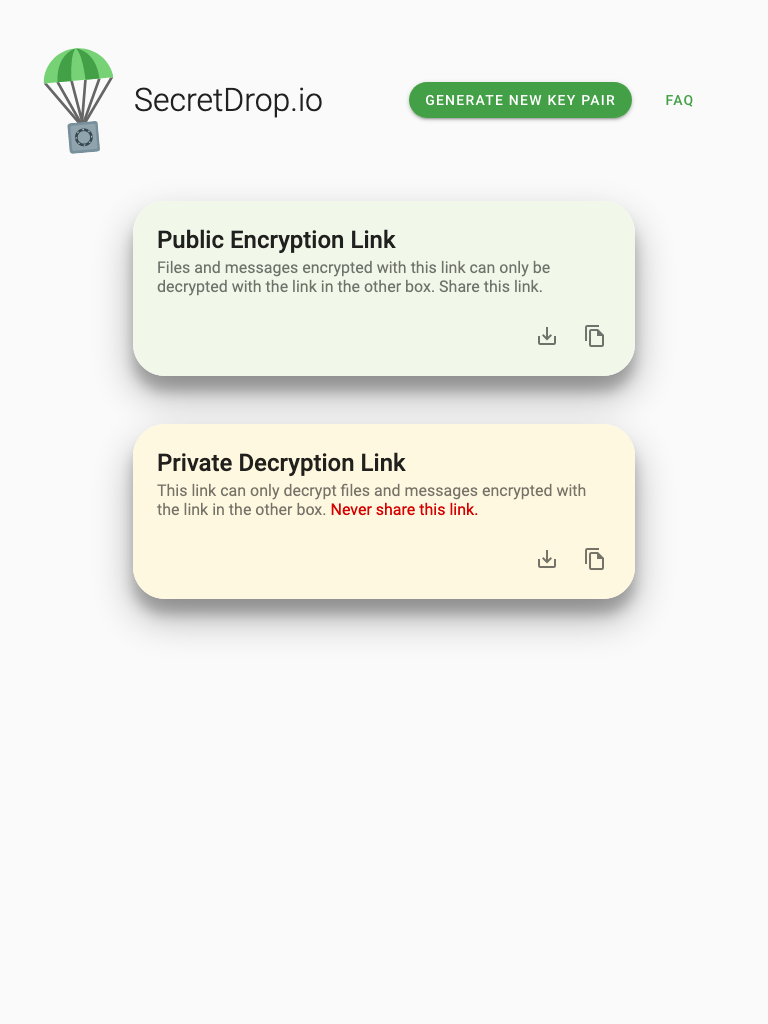 SecretDrop.io
GENERATE NEW KEY PAIR
FAQ
Public Encryption Link
Files and messages encrypted with this link can only be
decrypted with the link in the other box. Share this link.
Private Decryption Link
This link can only decrypt files and messages encrypted with
the link in the other box. Never share this link.